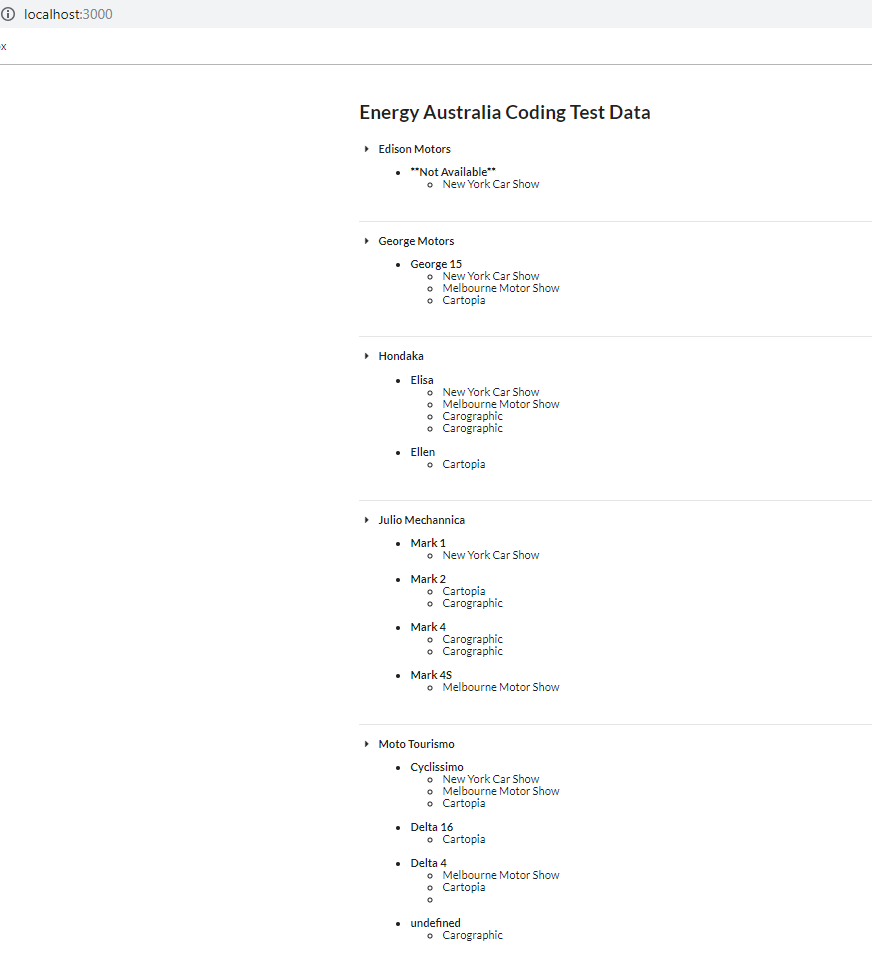 localhost:3000
x
Energy Australia Coding Test Data
Edison Motors
**Not Available**
New York Car Show
George Motors
George 15
New York Car Show
Melbourne Motor Show
Cartopia
Hondaka
Elisa
New York Car Show
Melbourne Motor Show
Carographic
Carographic
Ellen
Cartopia
Julio Mechannica
Mark 1
New York Car Show
Mark 2
Cartopia
Carographic
Mark 4
Carographic
Carographic
Mark 4S
Melbourne Motor Show
Moto Tourismo
Cyclissimo
New York Car Show
Melbourne Motor Show
Cartopia
Delta 16
Cartopia
Delta 4
Melbourne Motor Show
Cartopia
undefined
Carographic